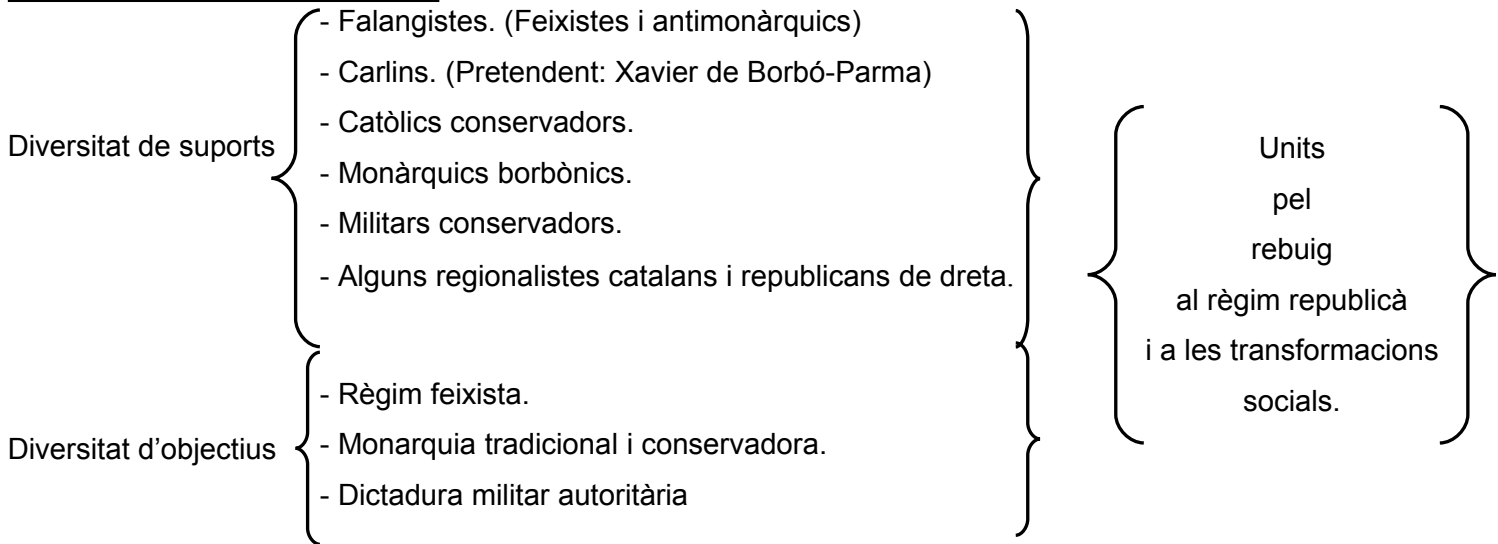 Diversitat de suports
- Falangistes. (Feixistes i antimonàrquics)
- Carlins. (Pretendent: Xavier de Borbó-Parma)
- Catòlics conservadors.
- Monàrquics borbònics.
- Militars conservadors.
- Alguns regionalistes catalans i republicans de dreta.
Diversitat d’objectius
- Règim feixista.
- Monarquia tradicional i conservadora.
- Dictadura militar autoritària
Units
pel
rebuig
al règim republicà
i a les transformacions
socials.